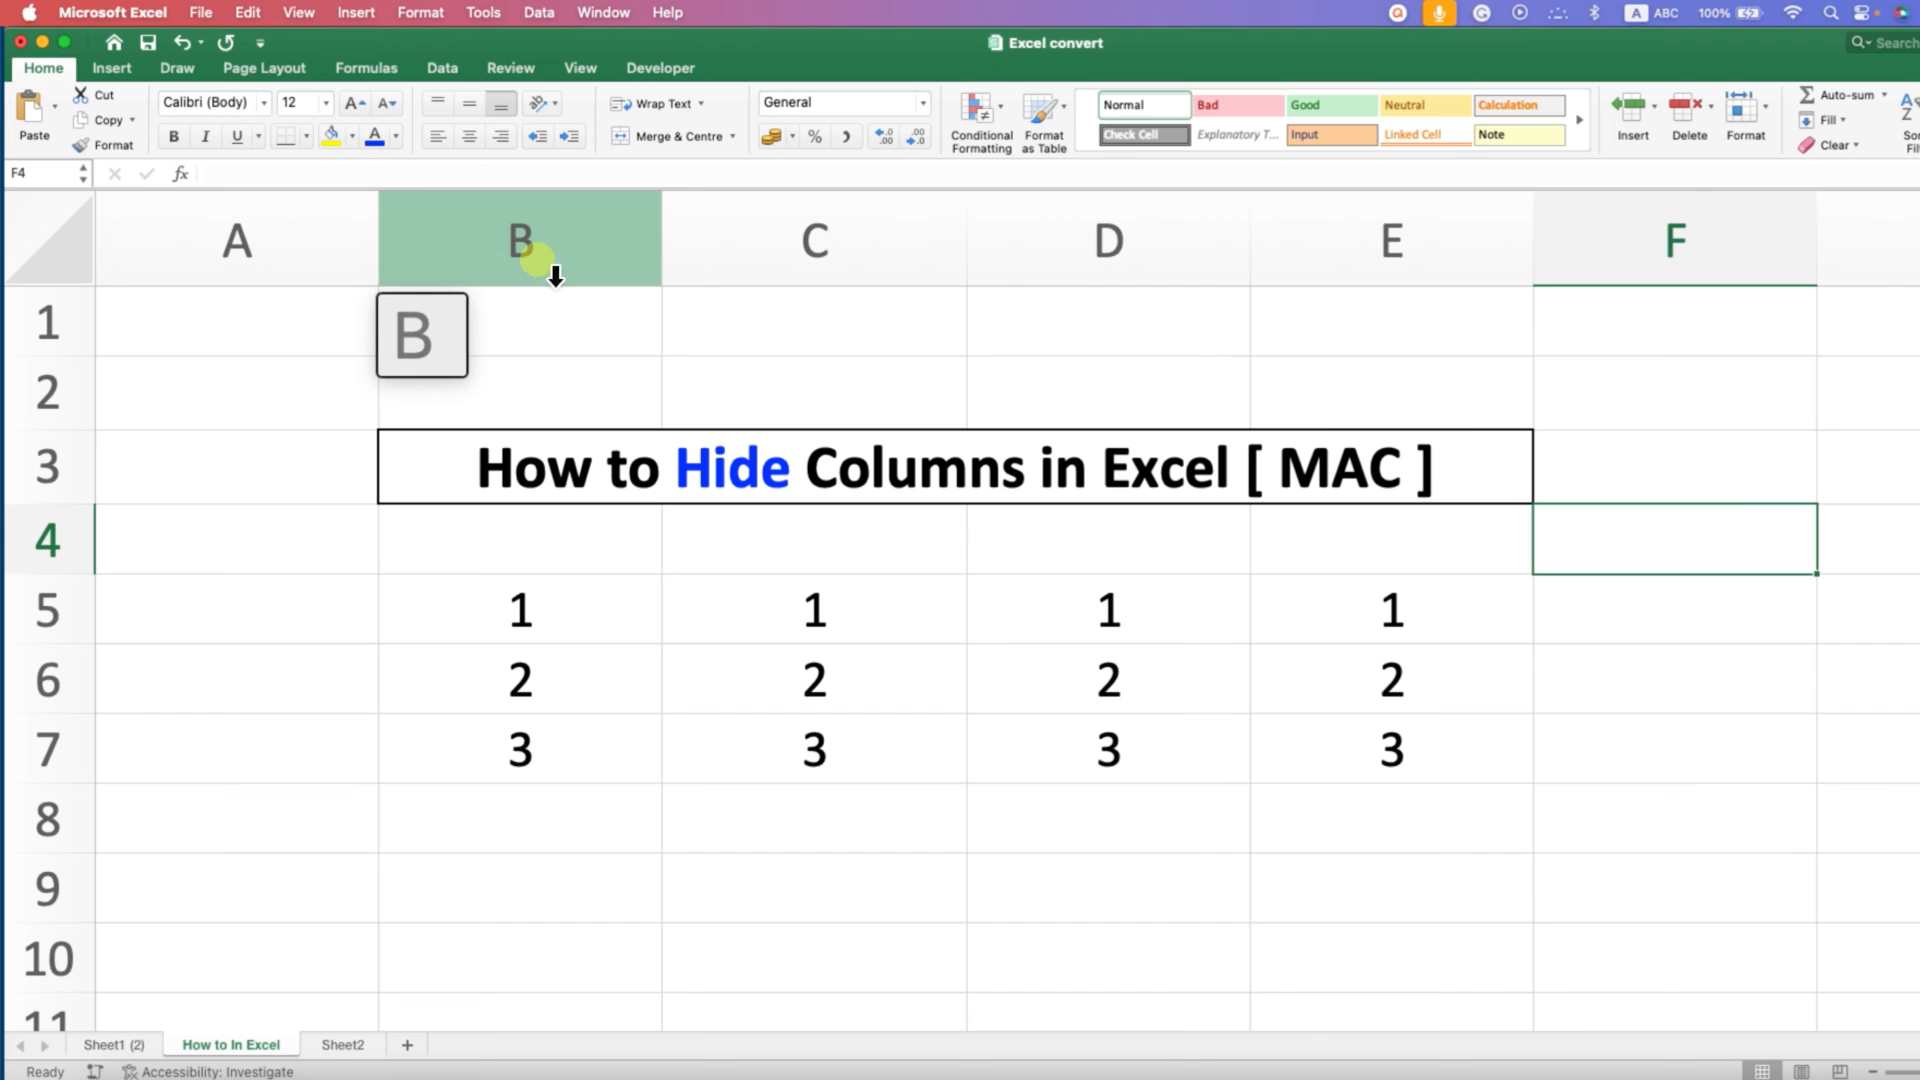 Microsoft Excel File Edit View Insert Format Tools Data Window Help A ABC 100%
Excel convert Search
Home Insert Draw Page Layout Formulas Data Review View Developer
Paste Cut Copy Format
Calibri (Body) 12 A A
B I U A
Wrap Text
Merge & Centre
General
%
Conditional Formatting
Format as Table
Normal Bad Good Neutral Calculation
Check Cell Explanatory T... Input Linked Cell Note
Insert Delete Format
Auto-sum
Fill
Clear
F4 fx
A B C D E F
1 B
2
3 How to Hide Columns in Excel [ MAC ]
4
5 1 1 1 1
6 2 2 2 2
7 3 3 3 3
8
9
10
11
Sheet1 (2) How to In Excel Sheet2 +
Ready Accessibility: Investigate